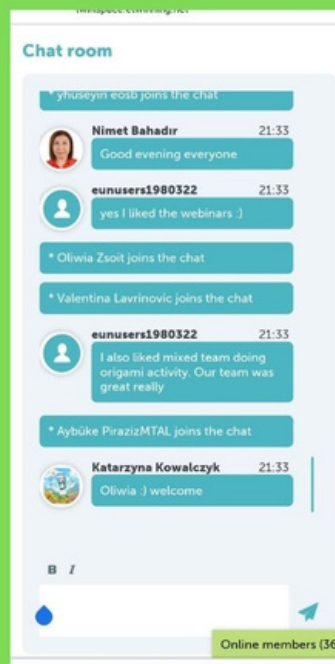 twinspace.etwinning.net
Chat room
* yhuseyin eosb joins the chat
Nimet Bahadır 21:33
Good evening everyone
eunusers1980322 21:33
yes I liked the webinars :)
* Oliwia Zsoit joins the chat
* Valentina Lavrinovic joins the chat
eunusers1980322 21:33
I also liked mixed team doing
origami activity. Our team was
great really
* Aybüke PirazizMTAL joins the chat
Katarzyna Kowalczyk 21:33
Oliwia :) welcome
B I
Online members (36